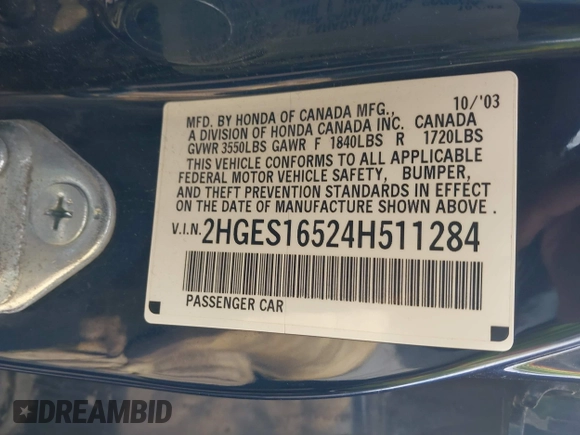 MFD. BY HONDA OF CANADA MFG., 10/'03
A DIVISION OF HONDA CANADA INC. CANADA
GVWR 3550LBS GAWR F 1840LBS R 1720LBS
THIS VEHICLE CONFORMS TO ALL APPLICABLE
FEDERAL MOTOR VEHICLE SAFETY, BUMPER,
AND THEFT PREVENTION STANDARDS IN EFFECT
ON THE DATE OF MANUFACTURE SHOWN ABOVE.
V.I.N. 2HGES16524H511284
PASSENGER CAR
DREAMBID